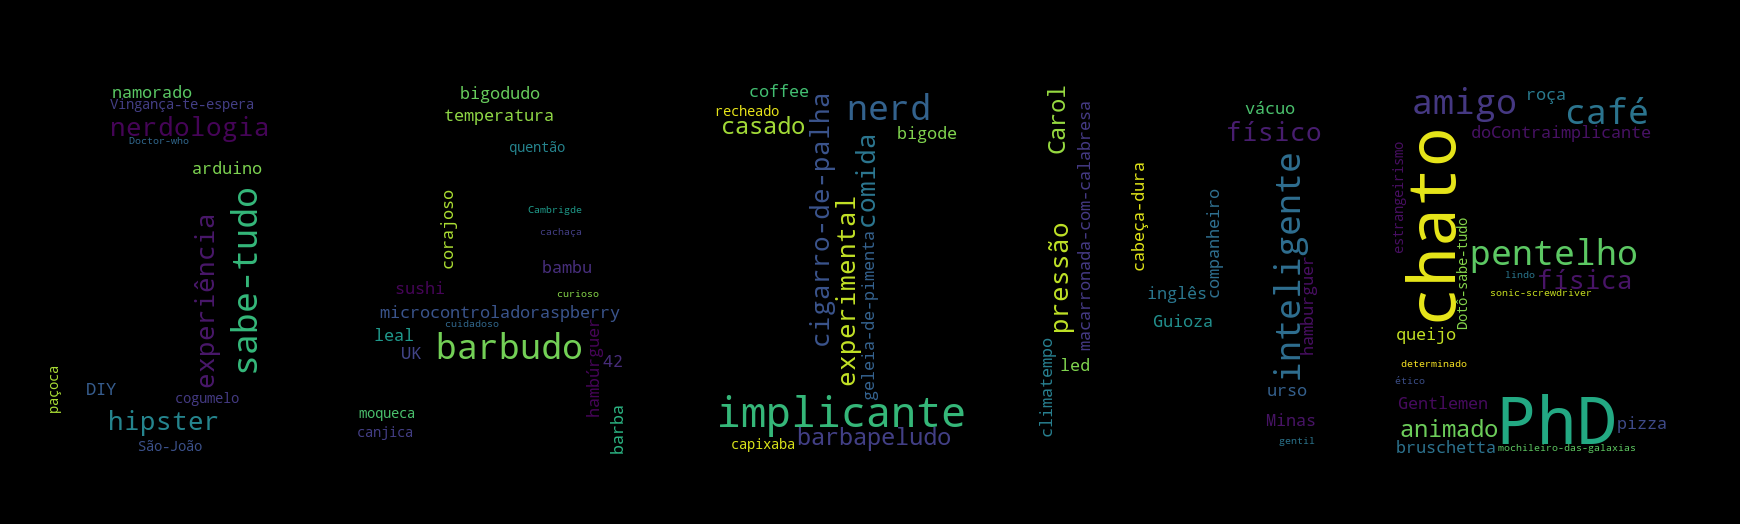 namorado
Vingança-te-espera
nerdologia
Doctor-who
arduino
sabe-tudo
experiência
paçoca
DIY
cogumelo
hipster
São-João
bigodudo
temperatura
quentão
corajoso
Cambrigde
cachaça
bambu
sushi
curioso
microcontroladoraspberry
cuidadoso
leal
UK
barbudo
hambúrguer
42
moqueca
canjica
barba
coffee
recheado
casado
cigarro-de-palha
nerd
bigode
comida
experimental
geleia-de-pimenta
implicante
capixaba
barbapeludo
Carol
macarronada-com-calabresa
pressão
climatempo
led
cabeça-dura
companheiro
inglês
Guioza
vácuo
físico
inteligente
hamburguer
urso
Minas
gentil
amigo
roça
café
doContraimplicante
estrangeirismo
chato
Dotô-sabe-tudo
pentelho
lindo
física
sonic-screwdriver
queijo
determinado
ético
Gentlemen
PhD
animado
pizza
bruschetta
mochileiro-das-galaxias